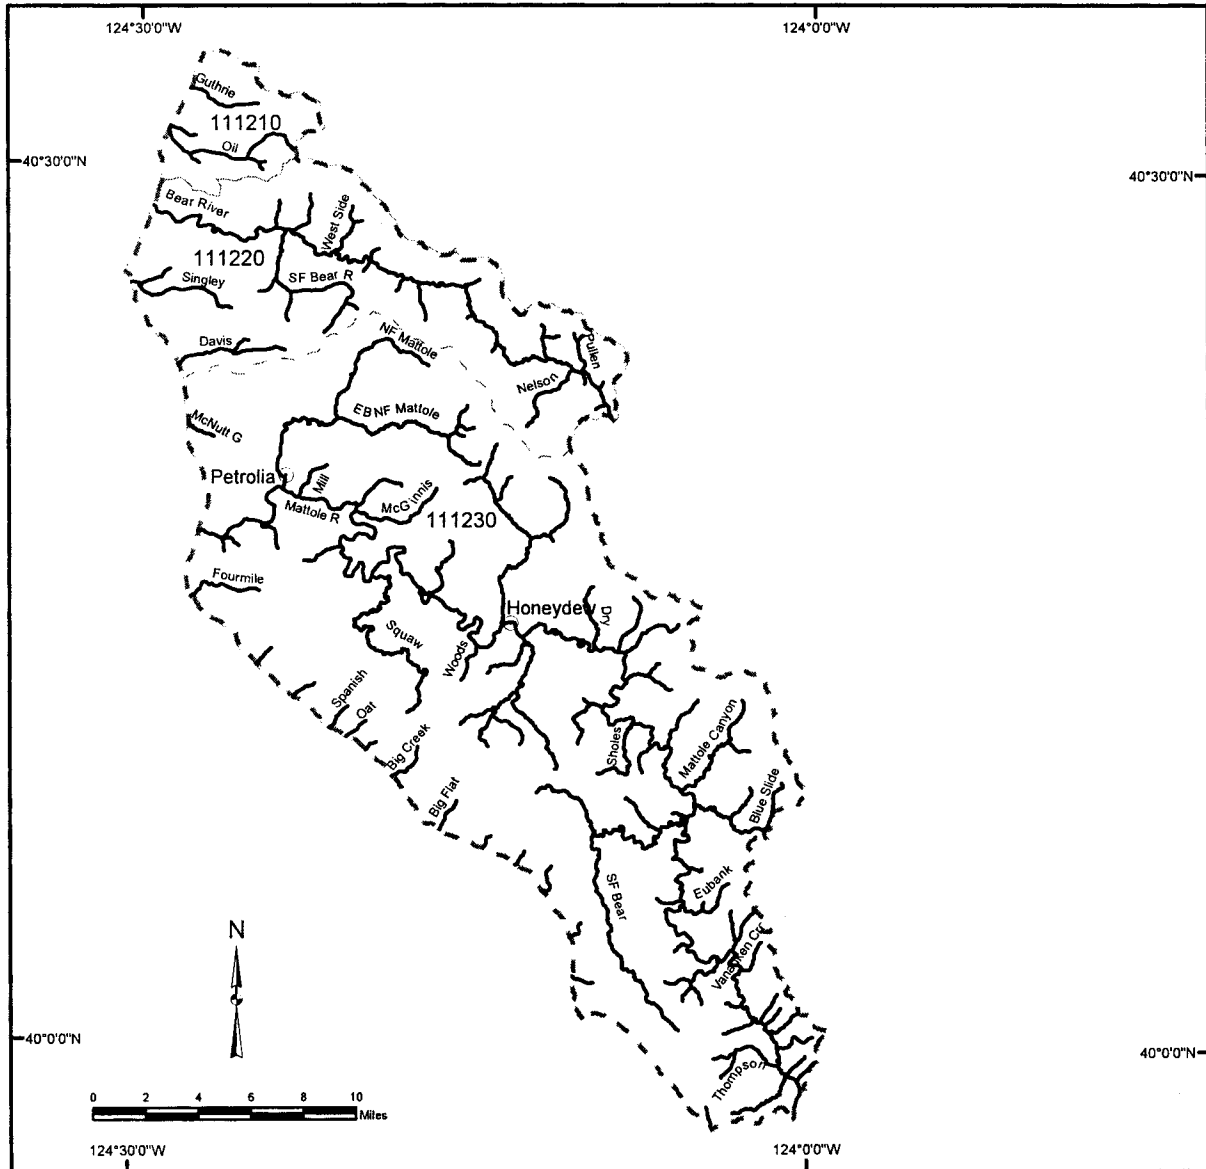 124°30'0"W
124°0'0"W
Guthrie
111210
Oil
40°30'0"N
40°30'0"N
Bear River
West Side
111220
Singley
SF Bear R
Davis
NF Mattole
Pullen
Nelson
EBNF Mattole
McNutt G
Petrolia
Mill
McGinnis
Mattole R
111230
Fourmile
Honeydew
Dry
Squaw
Woods
Spanish
Oat
Sholes
Mattole Canyon
Big Creek
Blue Slide
Big Flat
SF Bear
Eubank
N
40°0'0"N
40°0'0"N
Thompson
0 2 4 6 8 10
Miles
124°30'0"W
124°0'0"W